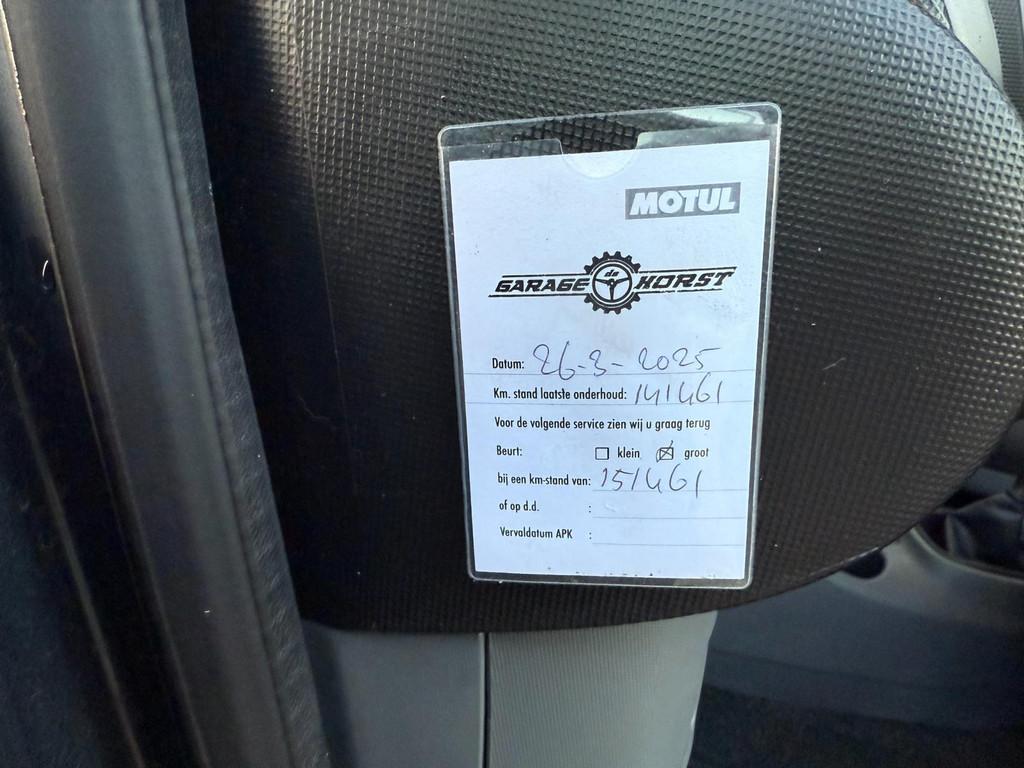 MOTUL
GARAGE de HORST
Datum: 26-3-2025
Km. stand laatste onderhoud: 141461
Voor de volgende service zien wij u graag terug
Beurt: ☐ klein ☒ groot
bij een km-stand van: 151461
of op d.d. :
Vervaldatum APK :